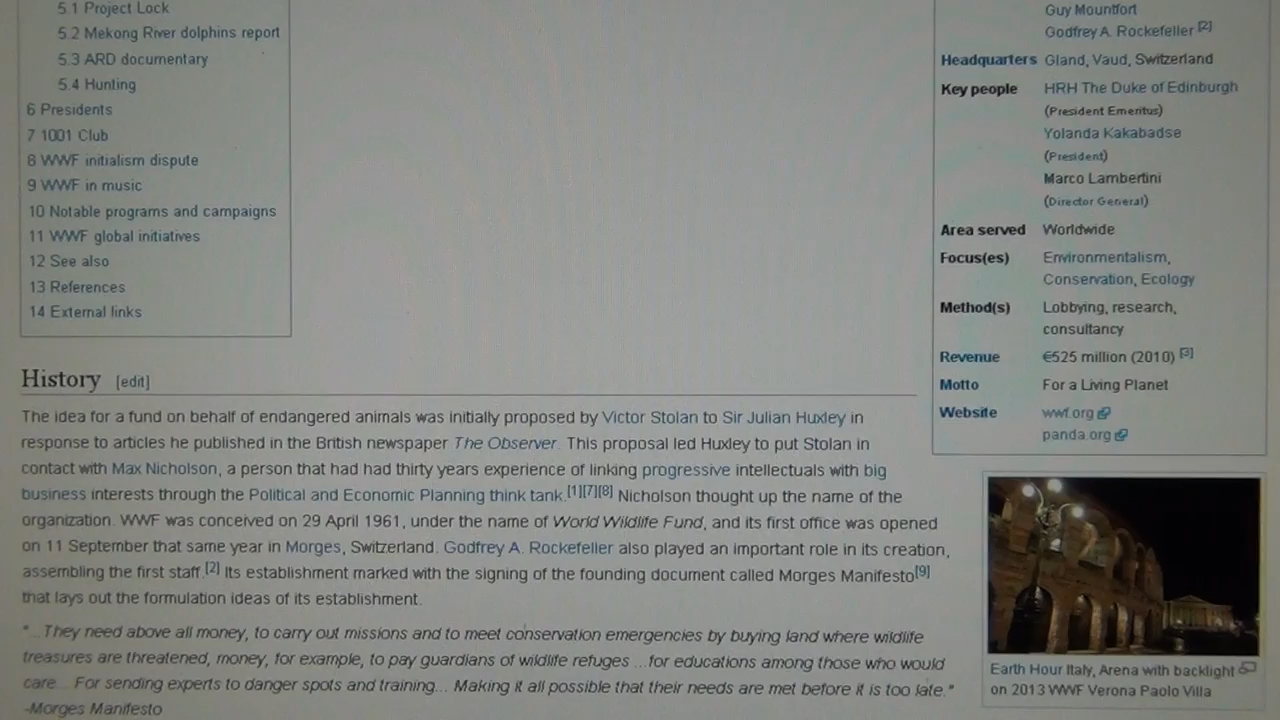 5.1 Project Lock
5.2 Mekong River dolphins report
5.3 ARD documentary
5.4 Hunting
6 Presidents
7 1001 Club
8 WWF initialism dispute
9 WWF in music
10 Notable programs and campaigns
11 WWF global initiatives
12 See also
13 References
14 External links
Guy Mountfort
Godfrey A. Rockefeller [2]
Headquarters Gland, Vaud, Switzerland
Key people HRH The Duke of Edinburgh
(President Emeritus)
Yolanda Kakabadse
(President)
Marco Lambertini
(Director General)
Area served Worldwide
Focus(es) Environmentalism,
Conservation, Ecology
Method(s) Lobbying, research,
consultancy
Revenue €525 million (2010) [3]
Motto For a Living Planet
Website wwf.org
panda.org
History [edit]
The idea for a fund on behalf of endangered animals was initially proposed by Victor Stolan to Sir Julian Huxley in
response to articles he published in the British newspaper The Observer. This proposal led Huxley to put Stolan in
contact with Max Nicholson, a person that had had thirty years experience of linking progressive intellectuals with big
business interests through the Political and Economic Planning think tank.[1][7][8] Nicholson thought up the name of the
organization. WWF was conceived on 29 April 1961, under the name of World Wildlife Fund, and its first office was opened
on 11 September that same year in Morges, Switzerland. Godfrey A. Rockefeller also played an important role in its creation,
assembling the first staff.[2] Its establishment marked with the signing of the founding document called Morges Manifesto[9]
that lays out the formulation ideas of its establishment.
"...They need above all money, to carry out missions and to meet conservation emergencies by buying land where wildlife
treasures are threatened, money, for example, to pay guardians of wildlife refuges ...for educations among those who would
care... For sending experts to danger spots and training... Making it all possible that their needs are met before it is too late."
-Morges Manifesto
Earth Hour Italy, Arena with backlight
on 2013 WWF Verona Paolo Villa